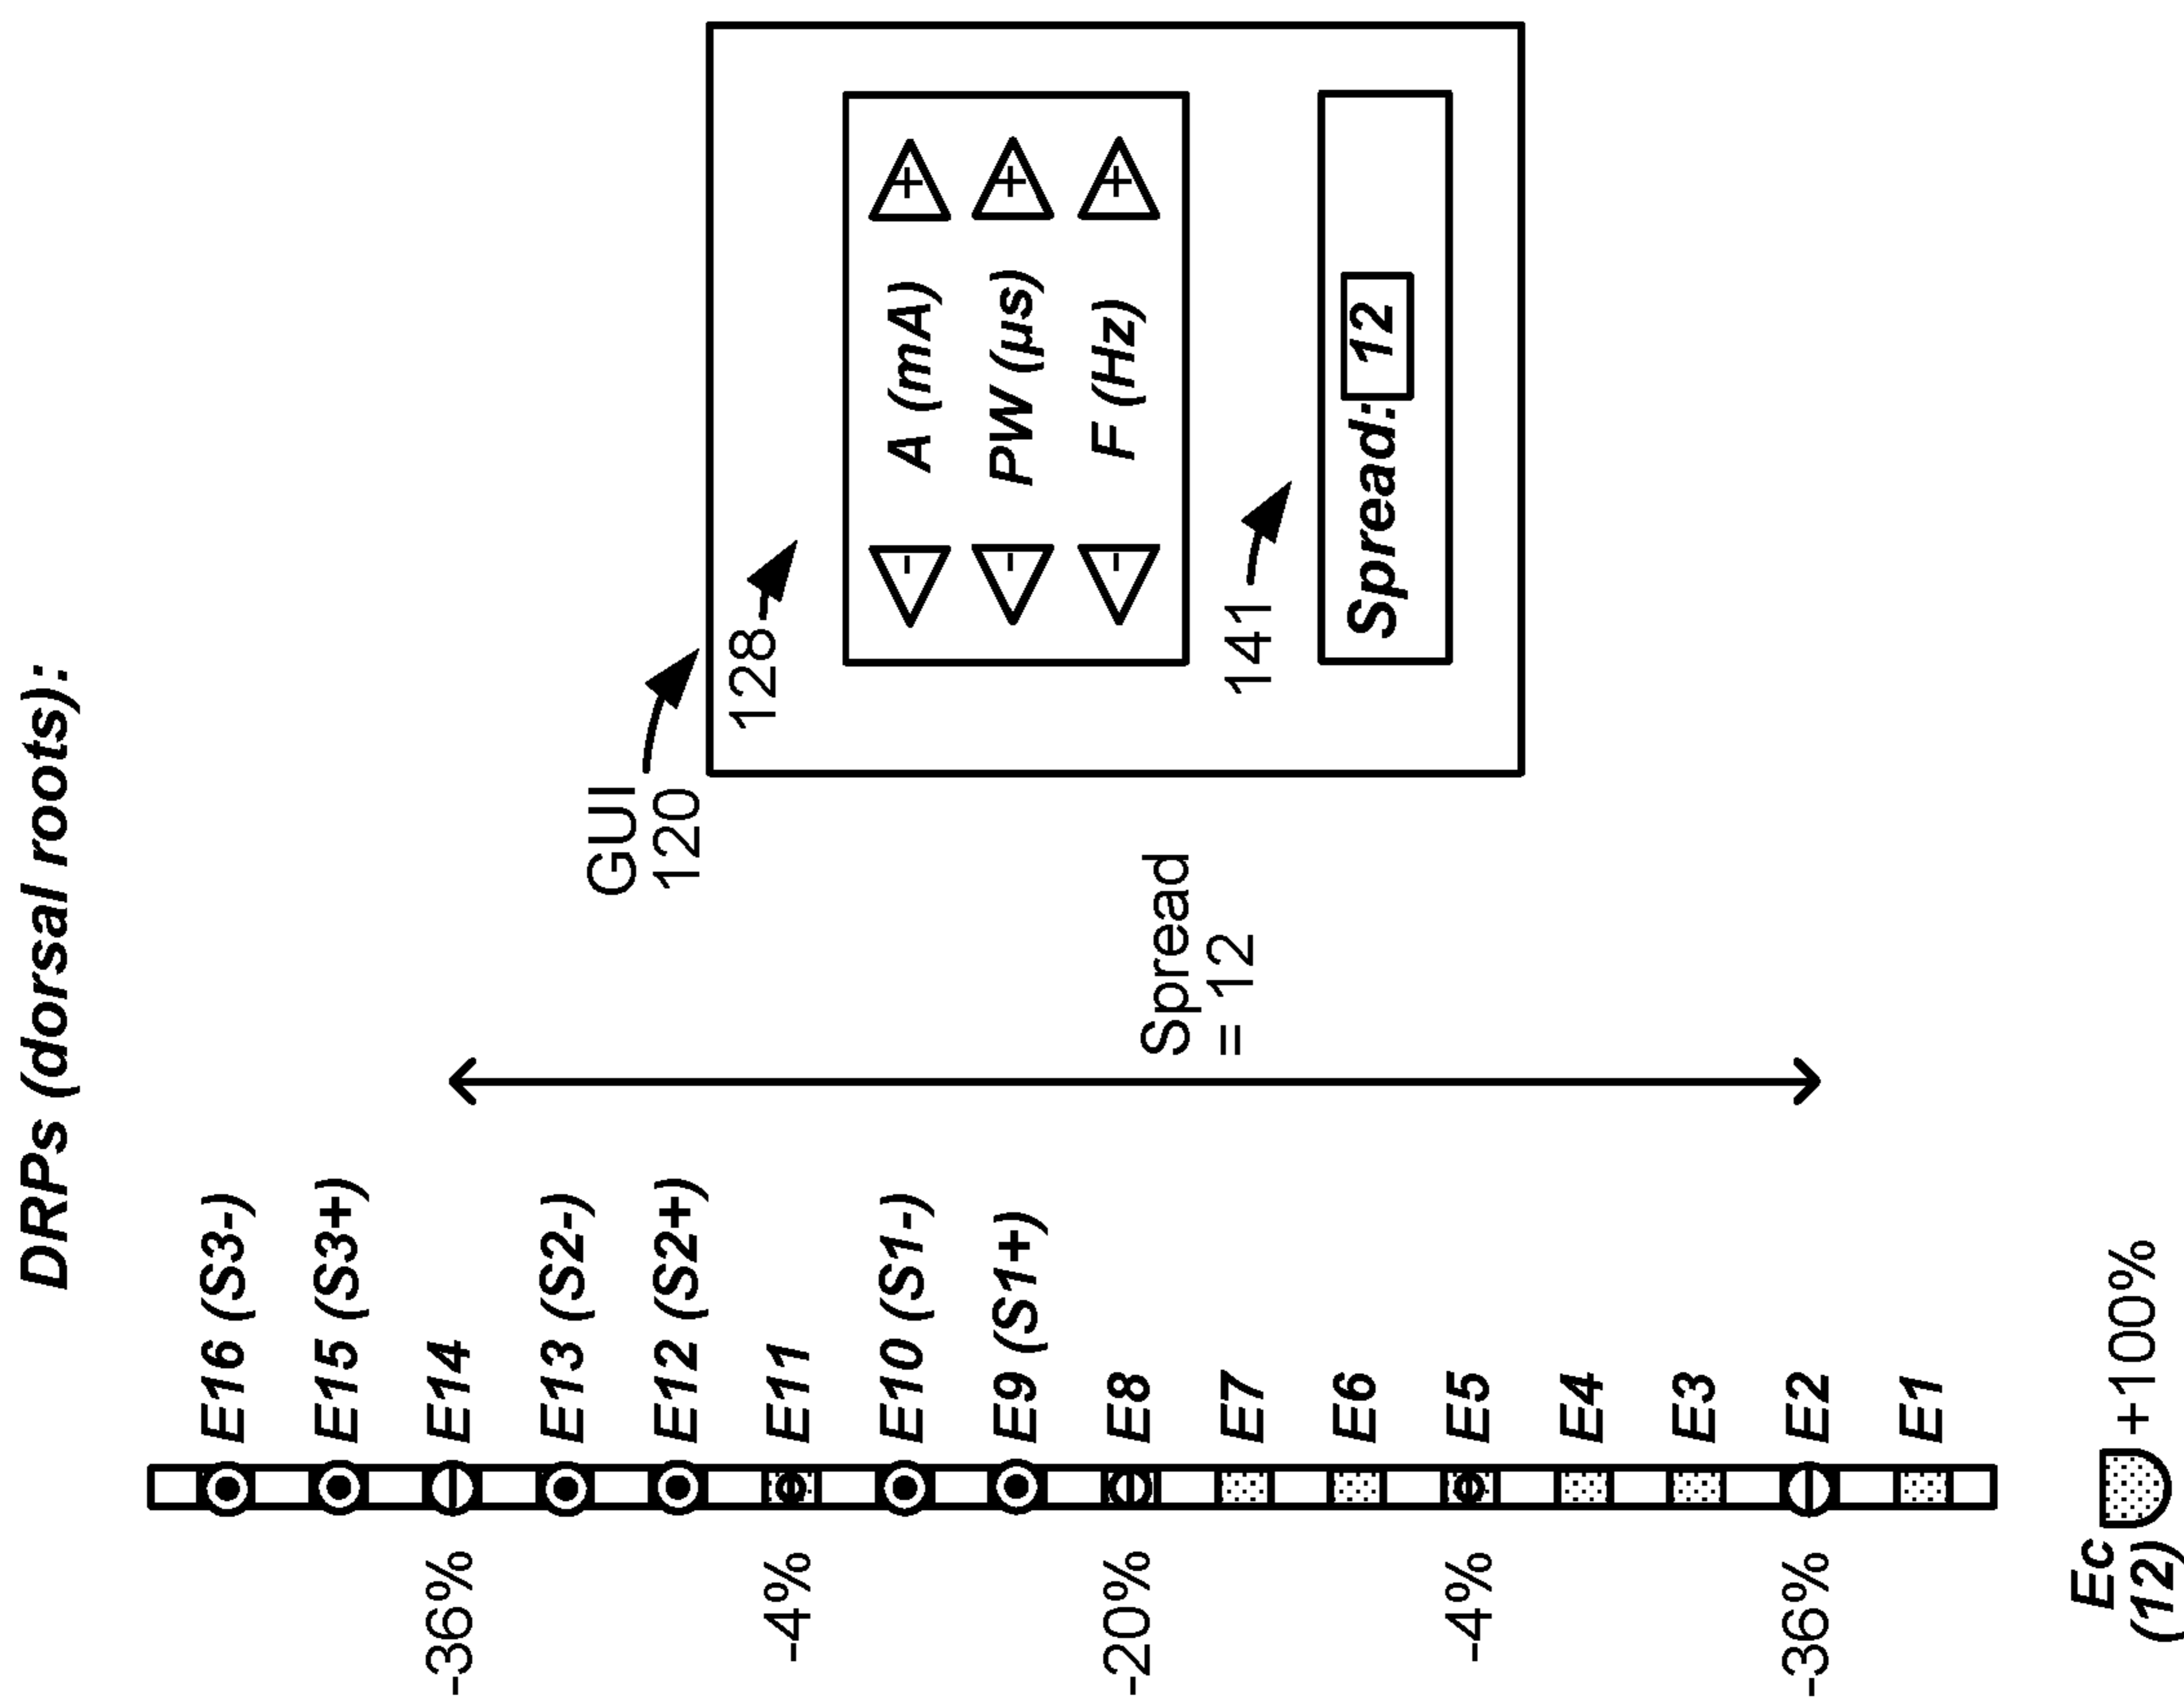 DRPs (dorsal roots):
-36% E16 (S3-)
E15 (S3+)
E14
E13 (S2-)
E12 (S2+)
-4% E11
E10 (S1-)
E9 (S1+)
-20% E8
E7
E6
-4% E5
E4
E3
-36% E2
E1
Ec
(12)
+100%
Spread
= 12
GUI
120
128
- A (mA) +
- PW (µs) +
- F (Hz) +
141
Spread: 12